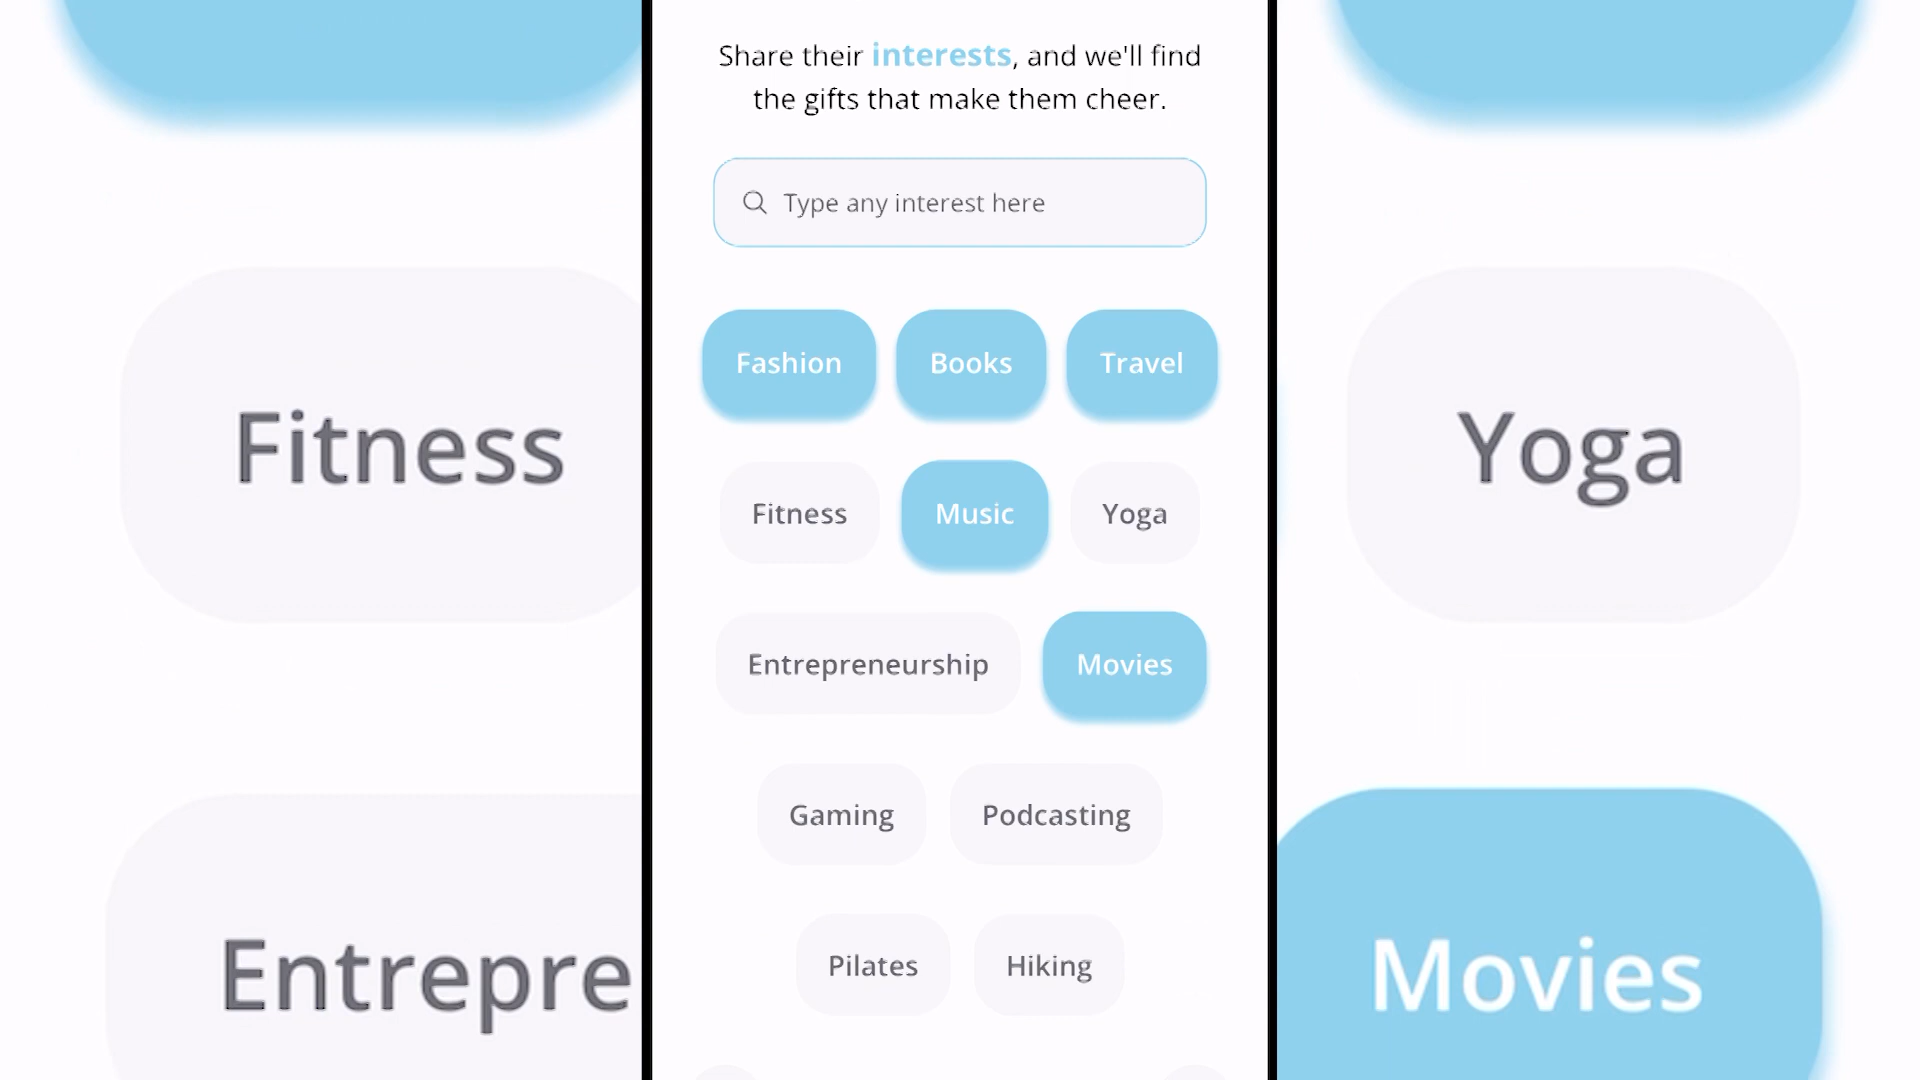 Share their interests, and we'll find
the gifts that make them cheer.
Type any interest here
Fashion Books Travel
Fitness Music Yoga
Entrepreneurship Movies
Gaming Podcasting
Pilates Hiking
Fitness
Entrepre
Yoga
Movies